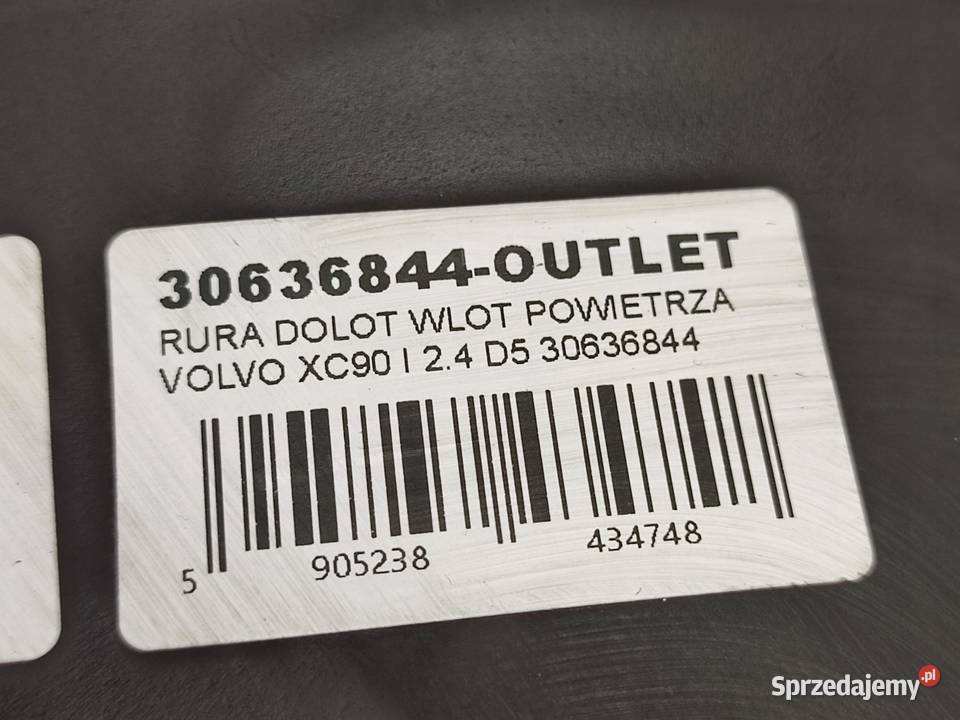 30636844-OUTLET
RURA DOLOT WLOT POWIETRZA
VOLVO XC90 I 2.4 D5 30636844
5 905238 434748
Sprzedajemy.pl